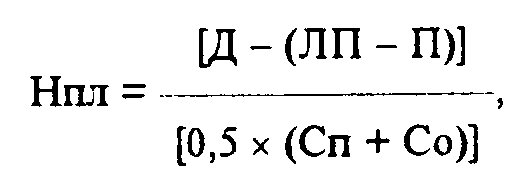 [Д – (ЛП – П)]
Нпл = ,
[0,5 × (Сп + Со)]